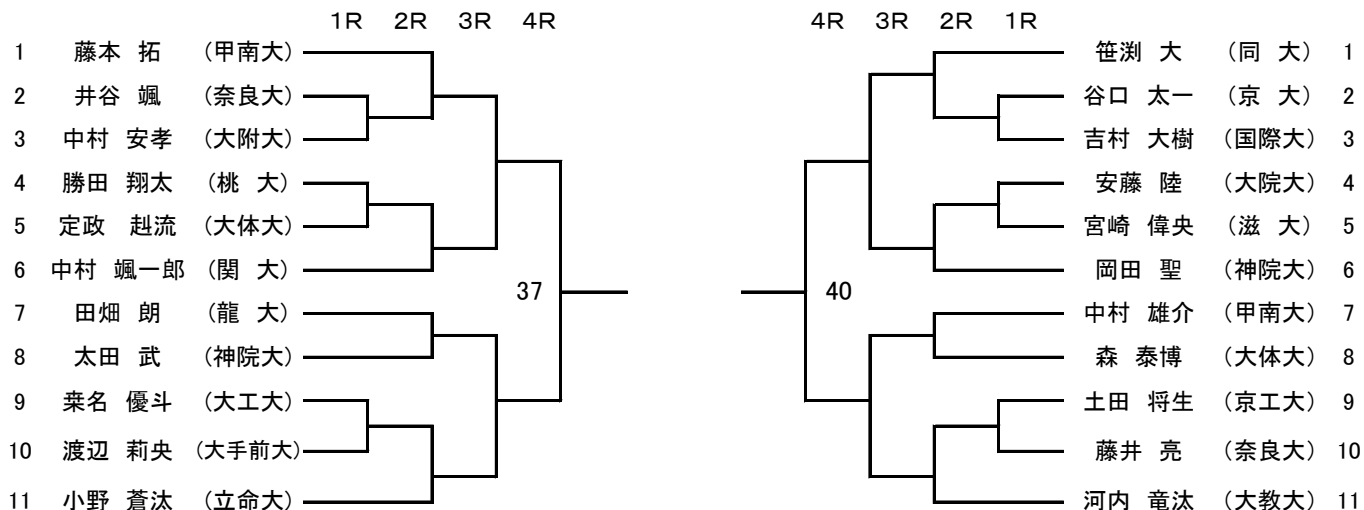 1R 2R 3R 4R 4R 3R 2R 1R
1 藤本 拓 (甲南大) 笹渕 大 (同 大) 1
2 井谷 颯 (奈良大) 谷口 太一 (京 大) 2
3 中村 安孝 (大附大) 吉村 大樹 (国際大) 3
4 勝田 翔太 (桃 大) 安藤 陸 (大院大) 4
5 定政 赳流 (大体大) 宮崎 偉央 (滋 大) 5
6 中村 颯一郎 (関 大) 岡田 聖 (神院大) 6
37 40
7 田畑 朗 (龍 大) 中村 雄介 (甲南大) 7
8 太田 武 (神院大) 森 泰博 (大体大) 8
9 桒名 優斗 (大工大) 土田 将生 (京工大) 9
10 渡辺 莉央 (大手前大) 藤井 亮 (奈良大) 10
11 小野 蒼汰 (立命大) 河内 竜汰 (大教大) 11